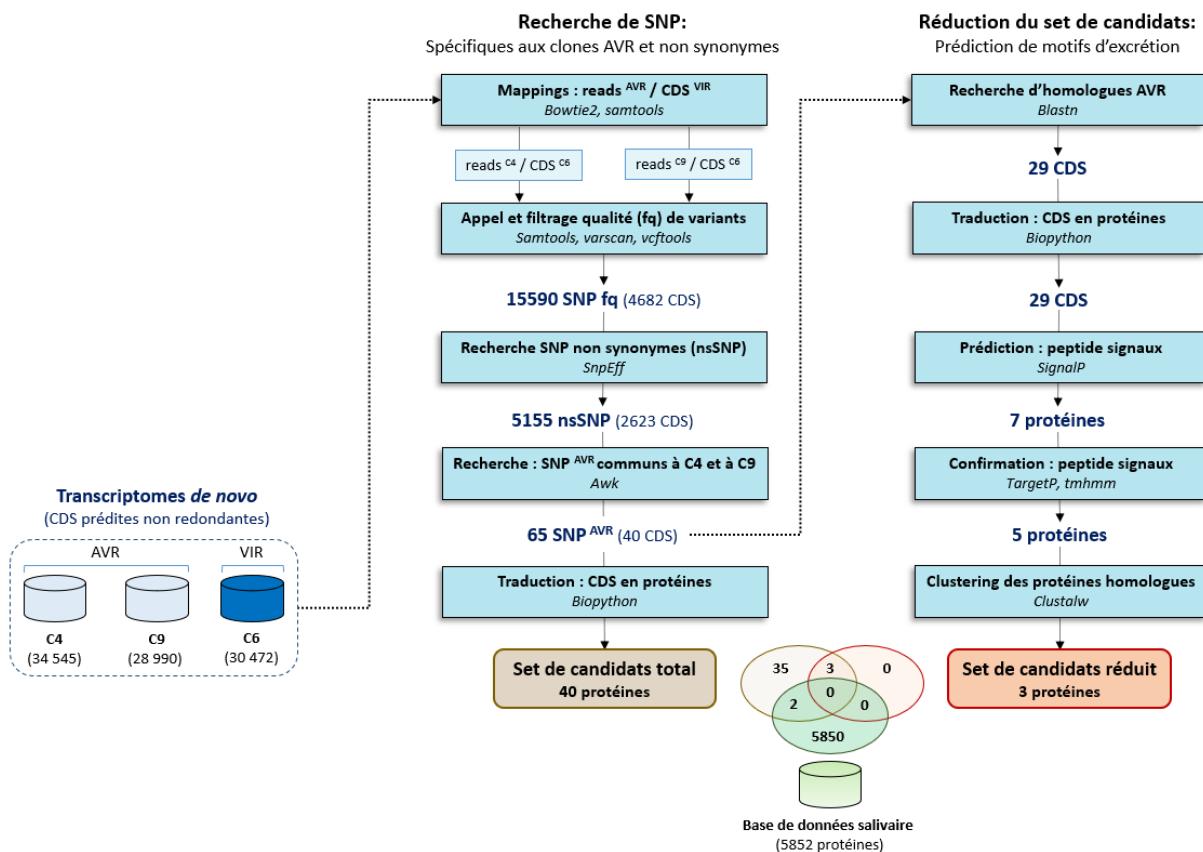 Recherche de SNP:
Spécifiques aux clones AVR et non synonymes
Mappings : reads AVR / CDS VIR
Bowtie2, samtools
reads C4 / CDS C6
reads C9 / CDS C6
Appel et filtrage qualité (fq) de variants
Samtools, varscan, vcftools
15590 SNP fq (4682 CDS)
Recherche SNP non synonymes (nsSNP)
SnpEff
5155 nsSNP (2623 CDS)
Recherche : SNP AVR communs à C4 et à C9
Awk
65 SNP AVR (40 CDS)
Traduction : CDS en protéines
Biopython
Set de candidats total
40 protéines
Réduction du set de candidats:
Prédiction de motifs d'excrétion
Recherche d'homologues AVR
Blastn
29 CDS
Traduction : CDS en protéines
Biopython
29 CDS
Prédiction : peptide signaux
SignalP
7 protéines
Confirmation : peptide signaux
TargetP, tmhmm
5 protéines
Clustering des protéines homologues
Clustalw
Set de candidats réduit
3 protéines
Transcriptomes de novo
(CDS prédites non redondantes)
AVR
VIR
C4
(34 545)
C9
(28 990)
C6
(30 472)
35
3
0
0
2
0
5850
Base de données salivaire
(5852 protéines)